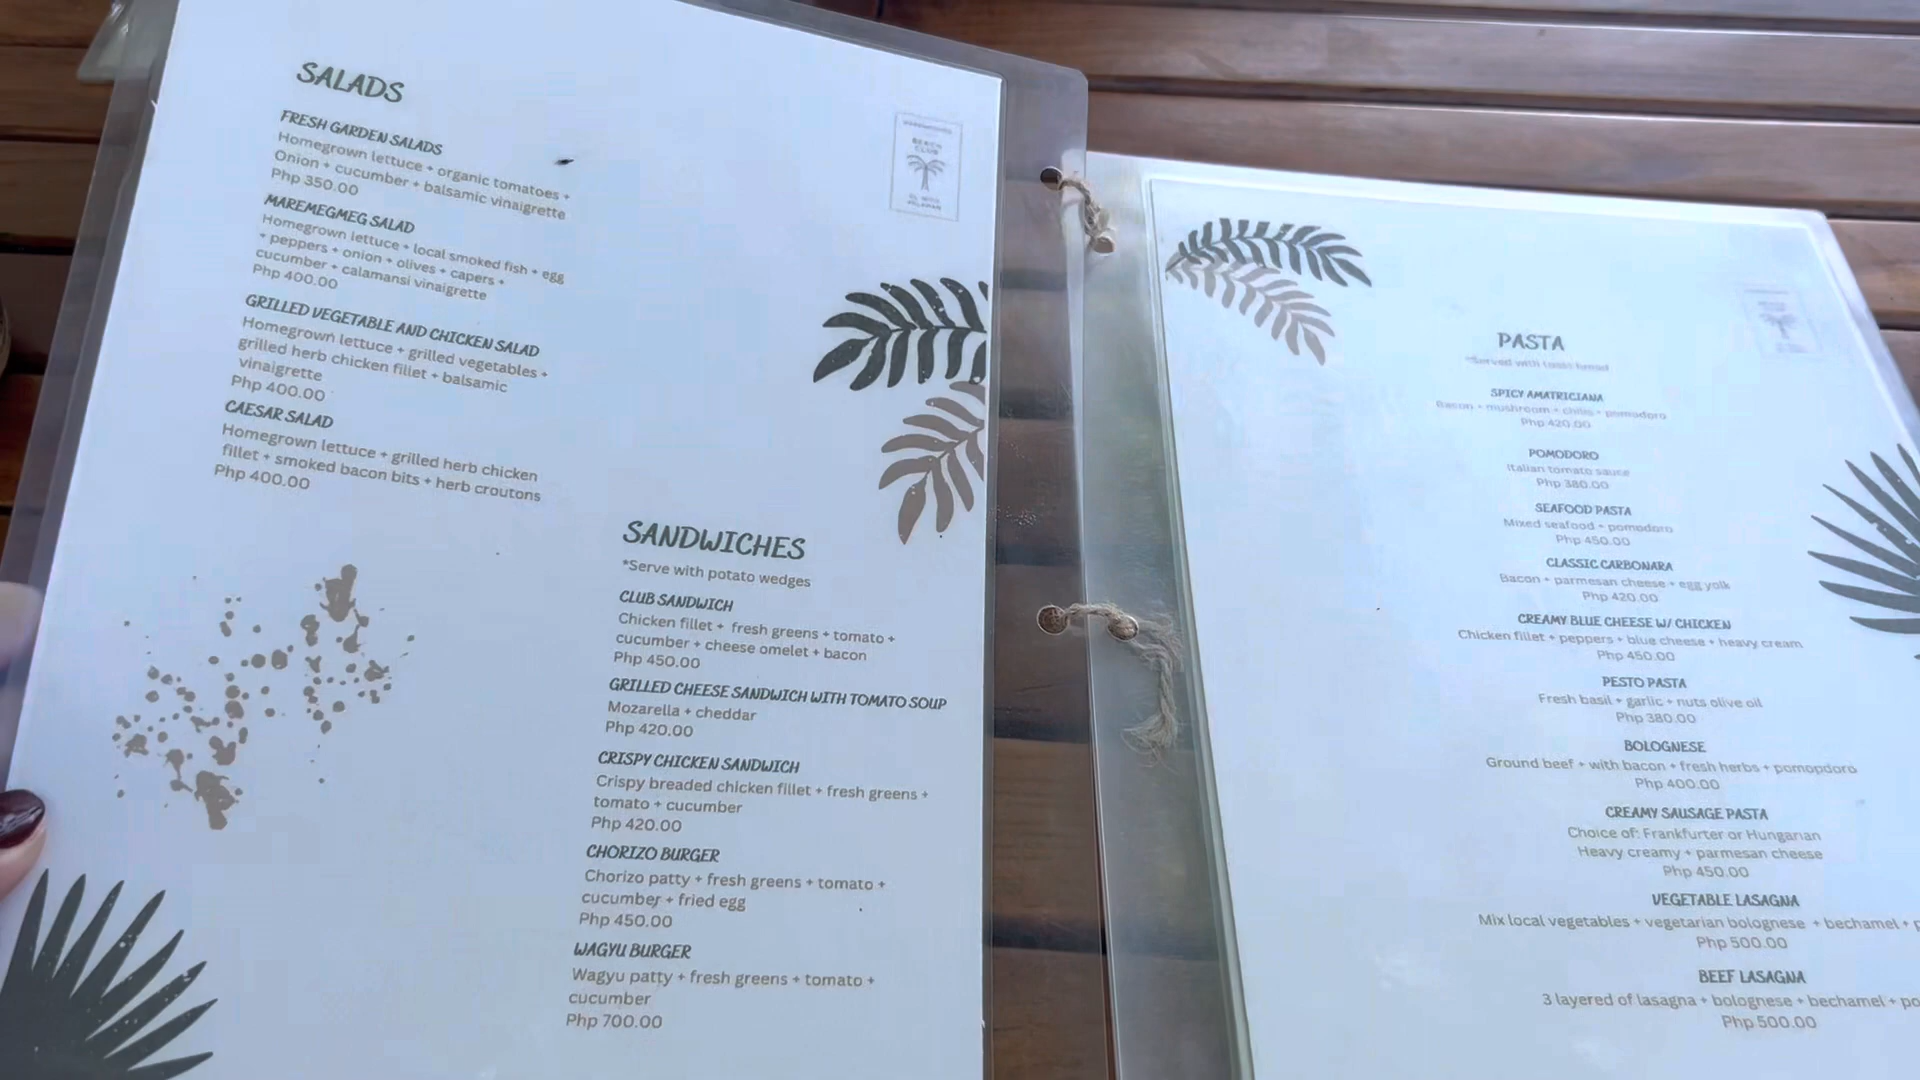 SALADS
FRESH GARDEN SALADS
Homegrown lettuce + organic tomatoes +
Onion + cucumber + balsamic vinaigrette
Php 350.00
MAREMEGMEG SALAD
Homegrown lettuce + local smoked fish + egg
+ peppers + onion + olives + capers +
cucumber + calamansi vinaigrette
Php 400.00
GRILLED VEGETABLE AND CHICKEN SALAD
Homegrown lettuce + grilled vegetables +
grilled herb chicken fillet + balsamic
vinaigrette
Php 400.00
CAESAR SALAD
Homegrown lettuce + grilled herb chicken
fillet + smoked bacon bits + herb croutons
Php 400.00
BEACH
CLUB
SANDWICHES
*Serve with potato wedges
CLUB SANDWICH
Chicken fillet + fresh greens + tomato +
cucumber + cheese omelet + bacon
Php 450.00
GRILLED CHEESE SANDWICH WITH TOMATO SOUP
Mozarella + cheddar
Php 420.00
CRISPY CHICKEN SANDWICH
Crispy breaded chicken fillet + fresh greens +
tomato + cucumber
Php 420.00
CHORIZO BURGER
Chorizo patty + fresh greens + tomato +
cucumber + fried egg
Php 450.00
WAGYU BURGER
Wagyu patty + fresh greens + tomato +
cucumber
Php 700.00
PASTA
*Served with bread
SPICY AMATRICIANA
Bacon + mushroom + chilis + pomodoro
Php 420.00
POMODORO
Italian tomato sauce
Php 380.00
SEAFOOD PASTA
Mixed seafood + pomodoro
Php 450.00
CLASSIC CARBONARA
Bacon + parmesan cheese + egg yolk
Php 420.00
CREAMY BLUE CHEESE W/ CHICKEN
Chicken fillet + peppers + blue cheese + heavy cream
Php 450.00
PESTO PASTA
Fresh basil + garlic + nuts olive oil
Php 380.00
BOLOGNESE
Ground beef + with bacon + fresh herbs + pomopdoro
Php 400.00
CREAMY SAUSAGE PASTA
Choice of: Frankfurter or Hungarian
Heavy creamy + parmesan cheese
Php 450.00
VEGETABLE LASAGNA
Mix local vegetables + vegetarian bolognese + bechamel +
Php 500.00
BEEF LASAGNA
3 layered of lasagna + bolognese + bechamel +
Php 500.00